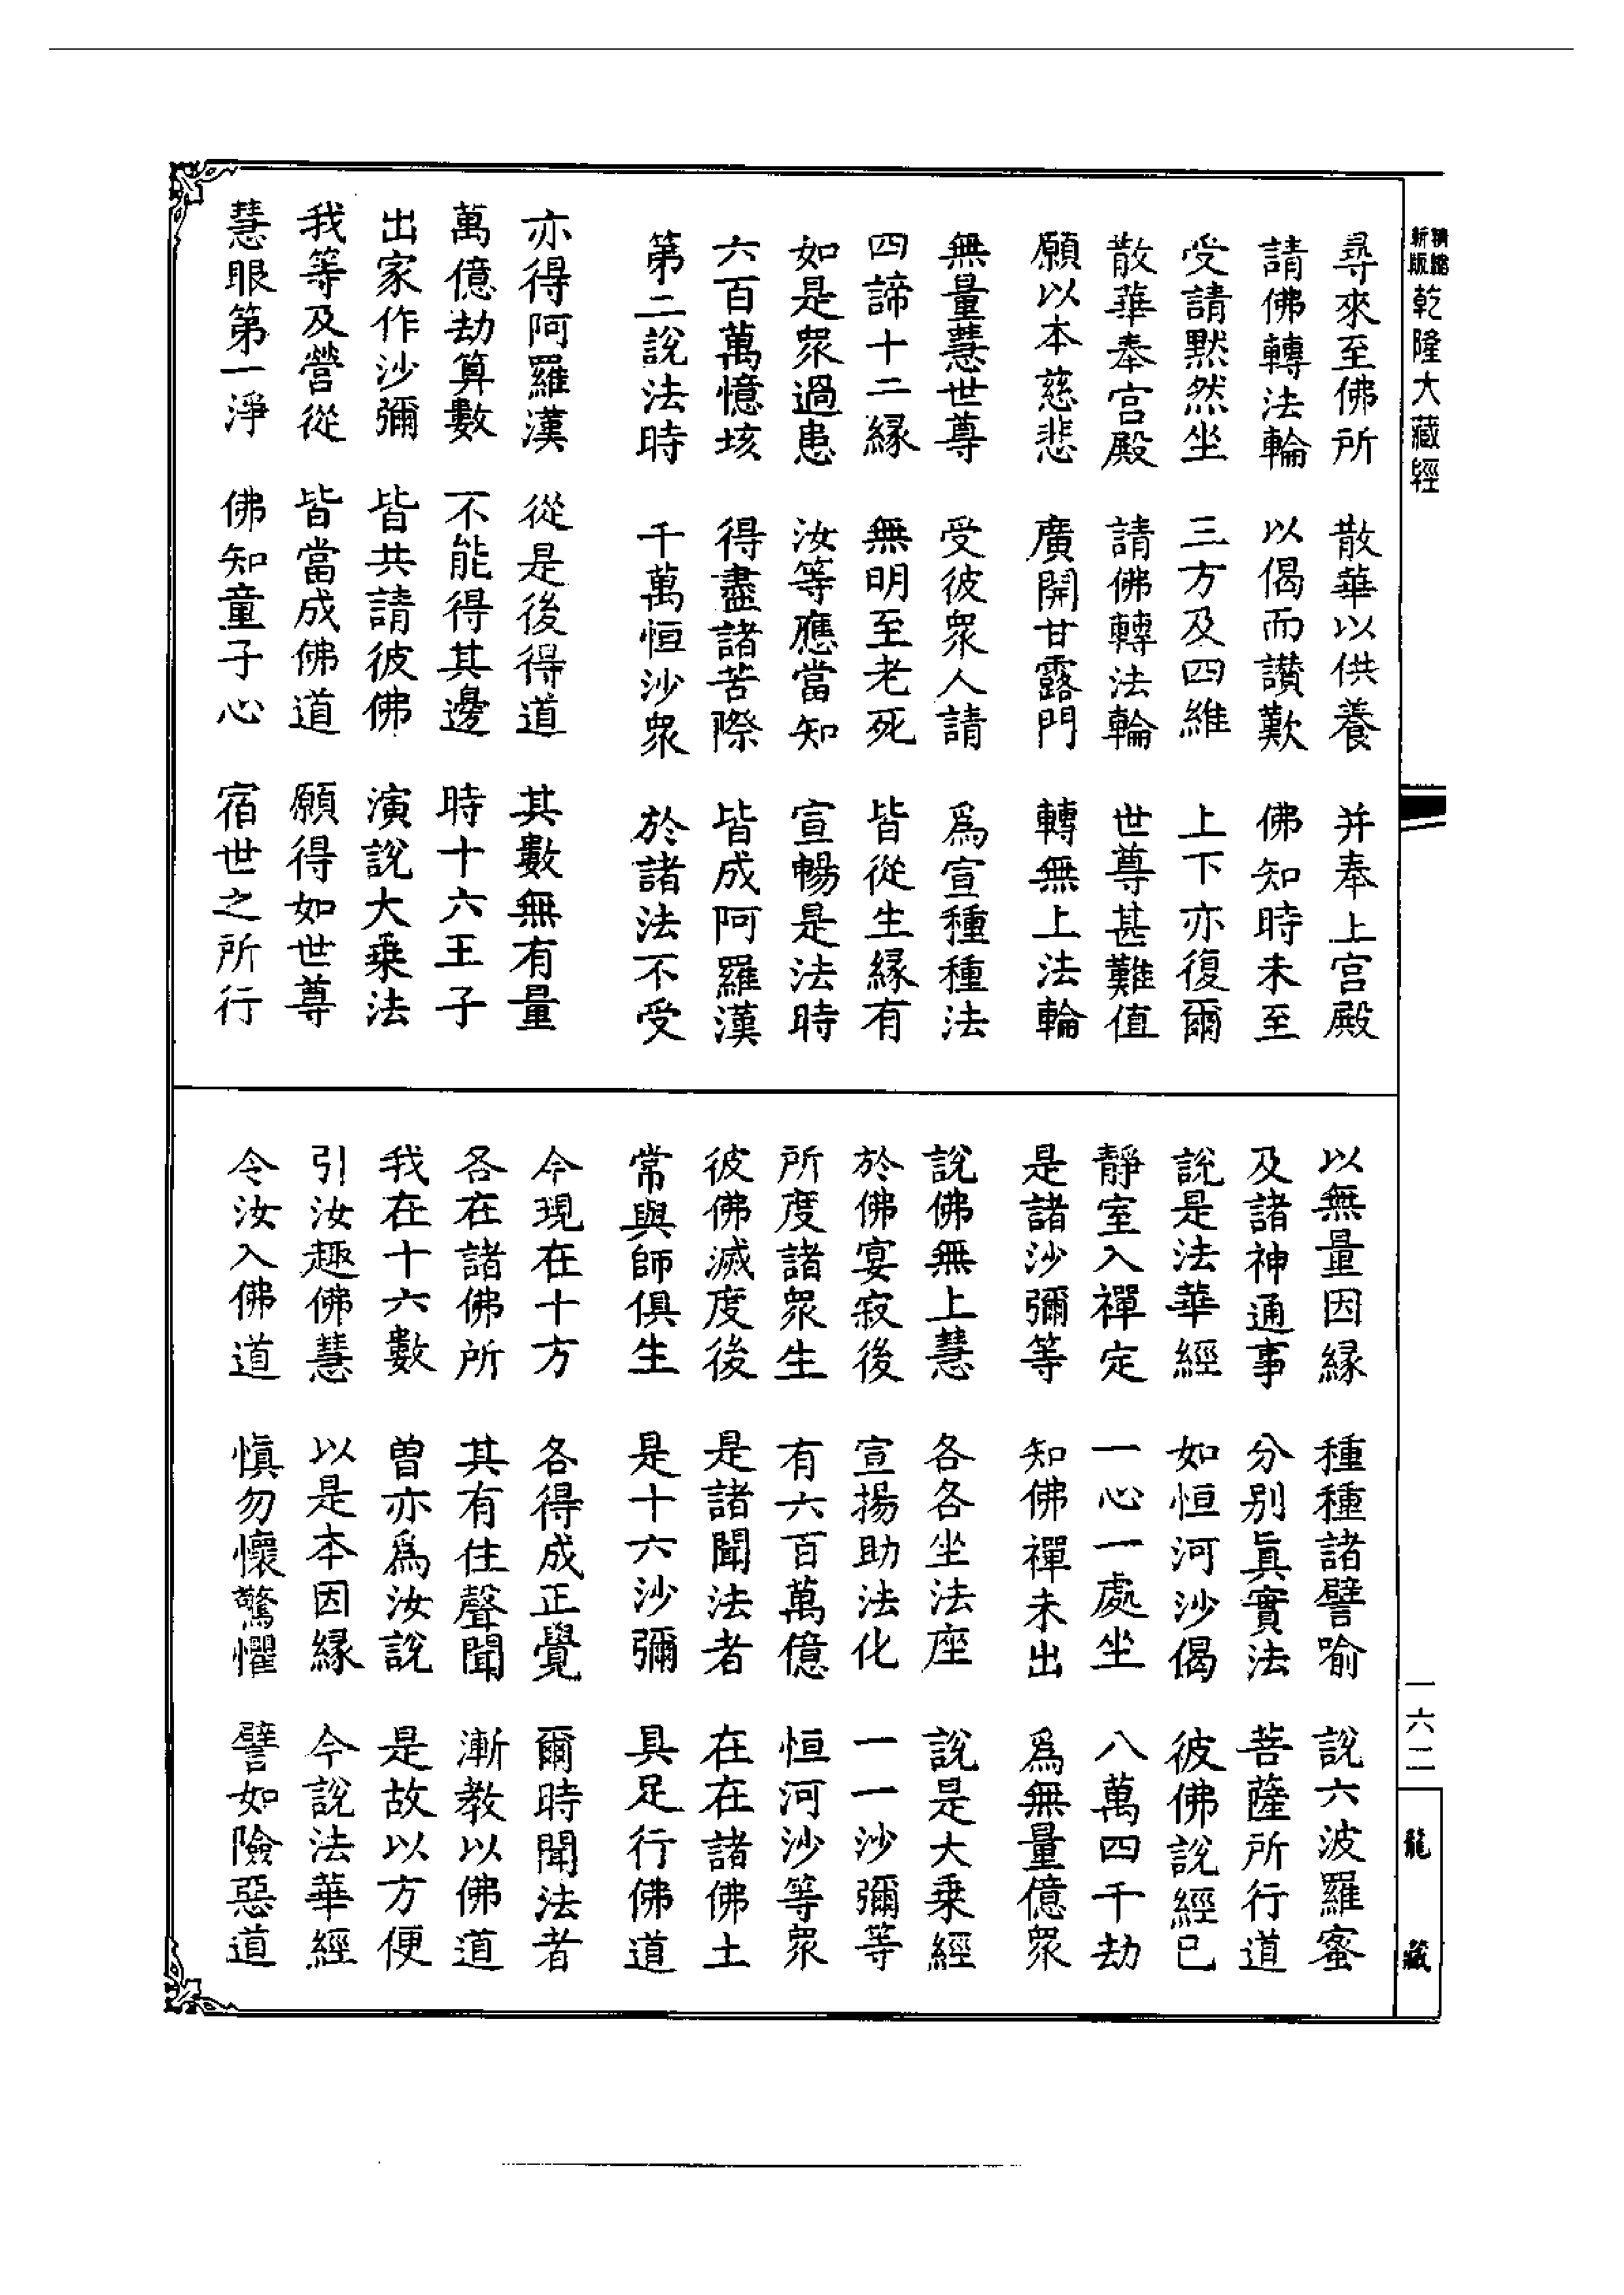 尋來至佛所　散華以供養　并奉上宮殿
請佛轉法輪　以偈而讚歎　佛知時未至
受請默然坐　三方及四維　上下亦復爾
散華奉宮殿　請佛轉法輪　世尊甚難值
願以本慈悲　廣開甘露門　轉無上法輪
無量慧世尊　受彼眾人請　為宣種種法
四諦十二緣　無明至老死　皆從生緣有
如是眾過患　汝等應當知　宣暢是法時
六百萬憶垓　得盡諸苦際　皆成阿羅漢
第二說法時　千萬恒沙眾　於諸法不受
亦得阿羅漢　從是後得道　其數無有量
萬億劫算數　不能得其邊　時十六王子
出家作沙彌　皆共請彼佛　演說大乘法
我等及營從　皆當成佛道　願得如世尊
慧眼第一淨　佛知童子心　宿世之所行
以無量因緣　種種諸譬喻　說六波羅蜜
及諸神通事　分別真實法　菩薩所行道
說是法華經　如恒河沙偈　彼佛說經已
靜室入禪定　一心一處坐　八萬四千劫
是諸沙彌等　知佛禪未出　為無量億眾
說佛無上慧　各各坐法座　說是大乘經
於佛宴寂後　宣揚助法化　一一沙彌等
所度諸眾生　有六百萬億　恒河沙等眾
彼佛滅度後　是諸聞法者　在在諸佛土
常與師俱生　是十六沙彌　具足行佛道
今現在十方　各得成正覺　爾時聞法者
各在諸佛所　其有住聲聞　漸教以佛道
我在十六數　曾亦為汝說　是故以方便
引汝趣佛慧　以是本因緣　今說法華經
令汝入佛道　慎勿懷驚懼　譬如險惡道
新版
乾隆大藏經
一六二
龍藏